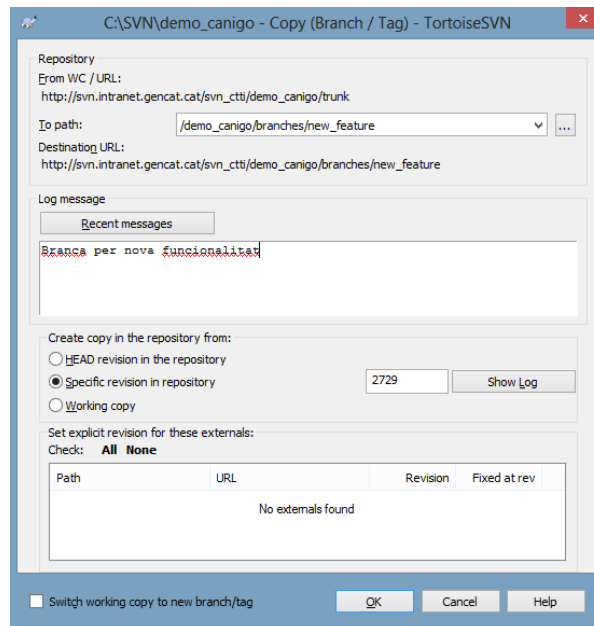 C:\SVN\demo_canigo - Copy (Branch / Tag) - TortoiseSVN
Repository
From WC / URL:
http://svn.intranet.gencat.cat/svn_ctti/demo_canigo/trunk
To path: /demo_canigo/branches/new_feature ...
Destination URL:
http://svn.intranet.gencat.cat/svn_ctti/demo_canigo/branches/new_feature
Log message
Recent messages
Branca per nova funcionalitat
Create copy in the repository from:
HEAD revision in the repository
Specific revision in repository 2729 Show Log
Working copy
Set explicit revision for these externals:
Check: All None
Path URL Revision Fixed at rev
No externals found
Switch working copy to new branch/tag OK Cancel Help